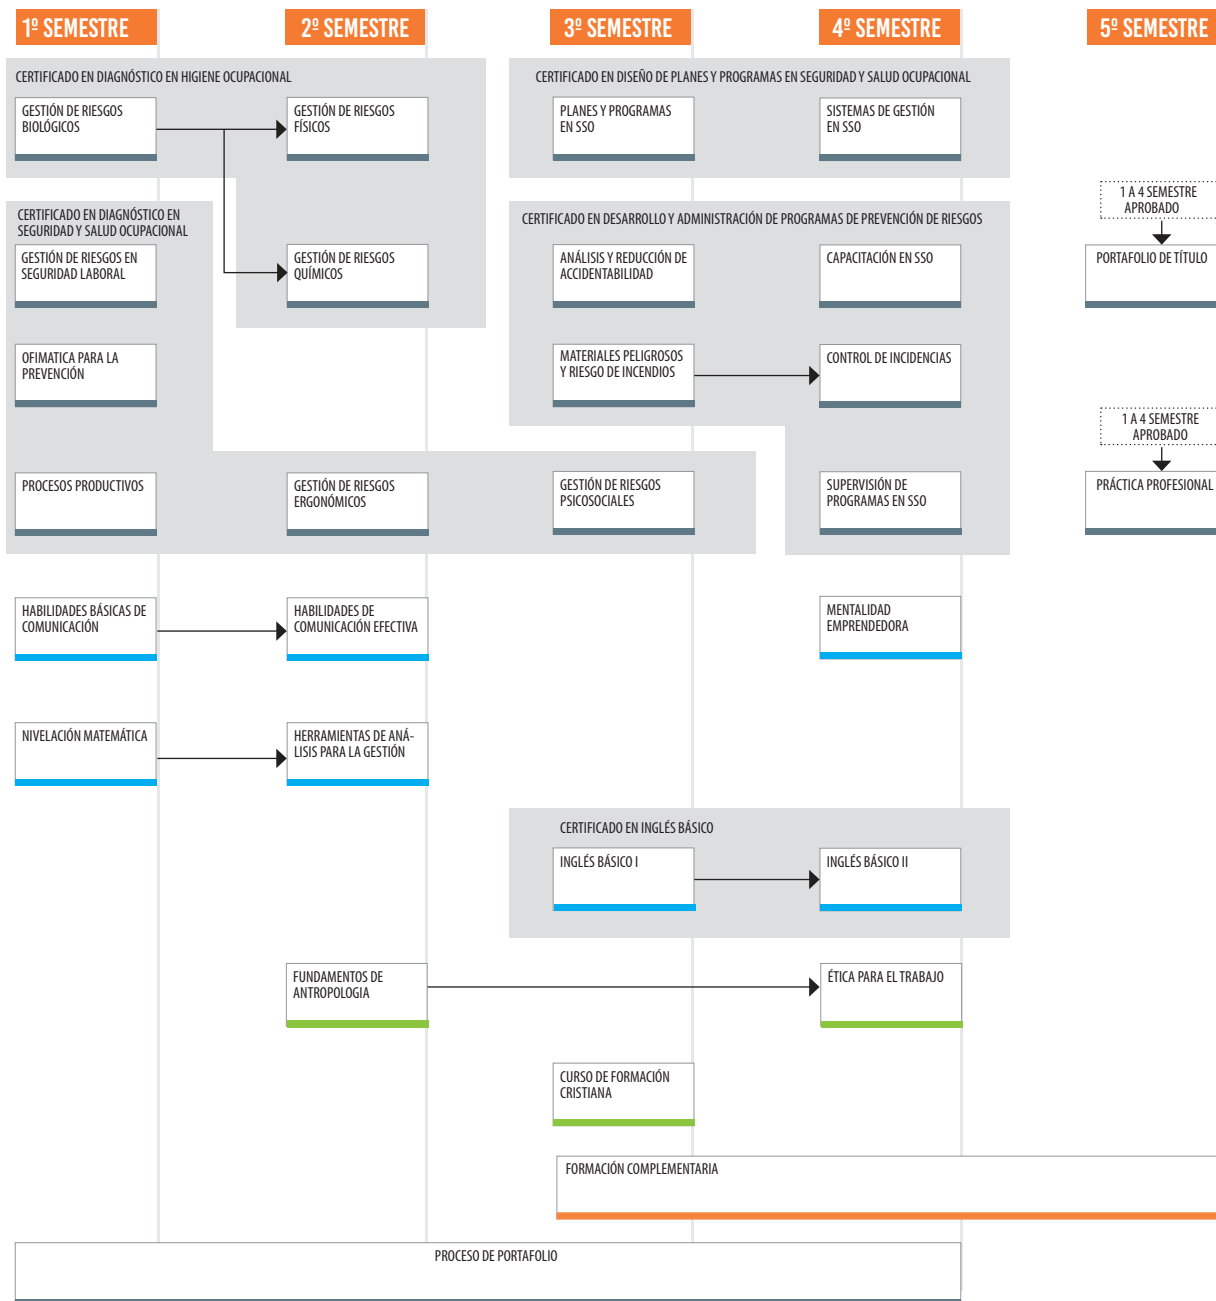 1º SEMESTRE
2º SEMESTRE
3º SEMESTRE
4º SEMESTRE
5º SEMESTRE
CERTIFICADO EN DIAGNÓSTICO EN HIGIENE OCUPACIONAL
CERTIFICADO EN DISEÑO DE PLANES Y PROGRAMAS EN SEGURIDAD Y SALUD OCUPACIONAL
GESTIÓN DE RIESGOS
BIOLÓGICOS
GESTIÓN DE RIESGOS
FÍSICOS
PLANES Y PROGRAMAS
EN SSO
SISTEMAS DE GESTIÓN
EN SSO
1 A 4 SEMESTRE
APROBADO
CERTIFICADO EN DIAGNÓSTICO EN
SEGURIDAD Y SALUD OCUPACIONAL
CERTIFICADO EN DESARROLLO Y ADMINISTRACIÓN DE PROGRAMAS DE PREVENCIÓN DE RIESGOS
GESTIÓN DE RIESGOS EN
SEGURIDAD LABORAL
GESTIÓN DE RIESGOS
QUÍMICOS
ANÁLISIS Y REDUCCIÓN DE
ACCIDENTABILIDAD
CAPACITACIÓN EN SSO
PORTAFOLIO DE TÍTULO
OFIMATICA PARA LA
PREVENCIÓN
MATERIALES PELIGROSOS
Y RIESGO DE INCENDIOS
CONTROL DE INCIDENCIAS
1 A 4 SEMESTRE
APROBADO
PROCESOS PRODUCTIVOS
GESTIÓN DE RIESGOS
ERGONÓMICOS
GESTIÓN DE RIESGOS
PSICOSOCIALES
SUPERVISIÓN DE
PROGRAMAS EN SSO
PRÁCTICA PROFESIONAL
HABILIDADES BÁSICAS DE
COMUNICACIÓN
HABILIDADES DE
COMUNICACIÓN EFECTIVA
MENTALIDAD
EMPRENDEDORA
NIVELACIÓN MATEMÁTICA
HERRAMIENTAS DE ANÁ-
LISIS PARA LA GESTIÓN
CERTIFICADO EN INGLÉS BÁSICO
INGLÉS BÁSICO I
INGLÉS BÁSICO II
FUNDAMENTOS DE
ANTROPOLOGIA
ÉTICA PARA EL TRABAJO
CURSO DE FORMACIÓN
CRISTIANA
FORMACIÓN COMPLEMENTARIA
PROCESO DE PORTAFOLIO